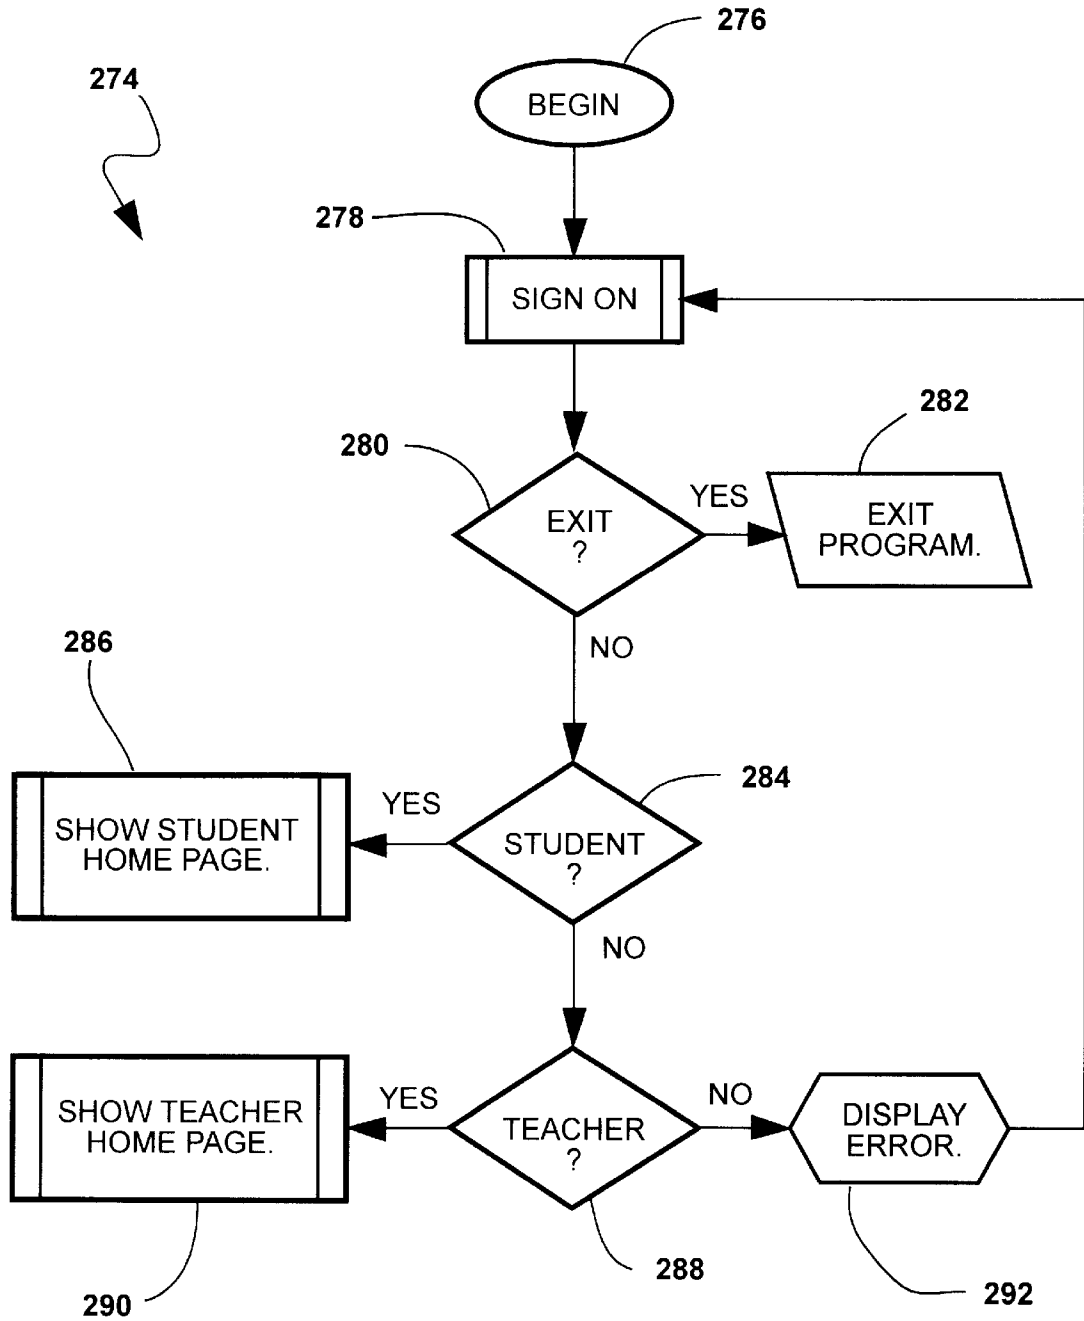 276
274
BEGIN
278
SIGN ON
282
280
YES
EXIT
?
EXIT
PROGRAM.
NO
286
284
YES
SHOW STUDENT
HOME PAGE.
STUDENT
?
NO
YES
NO
SHOW TEACHER
HOME PAGE.
TEACHER
?
DISPLAY
ERROR.
288
290
292